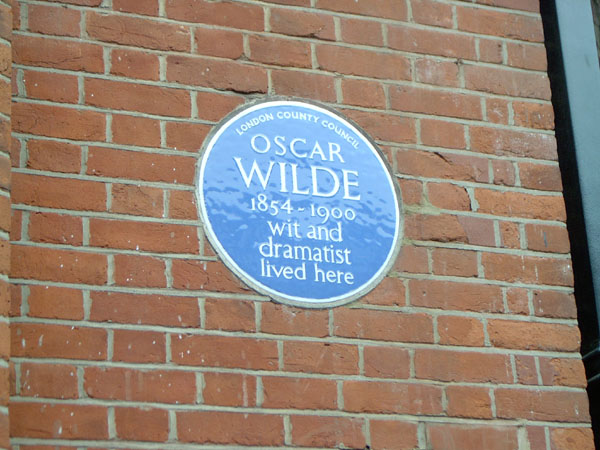 LONDON COUNTY COUNCIL
OSCAR
WILDE
1854-1900
wit and
dramatist
lived here